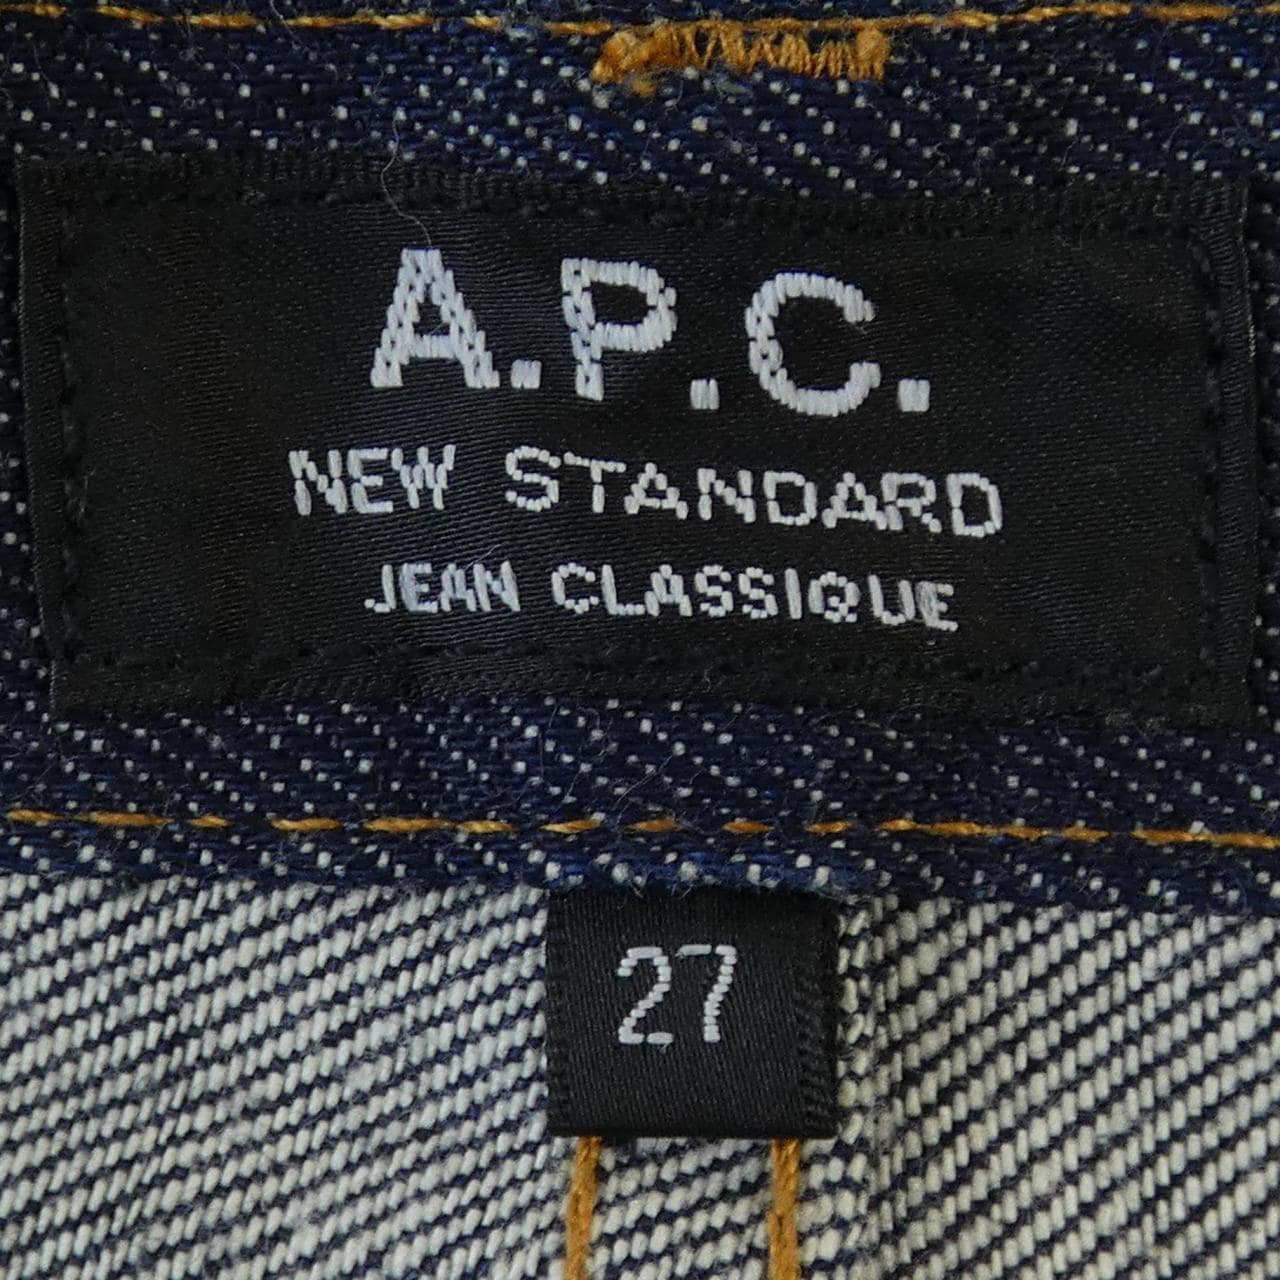 A.P.C.
NEW STANDARD
JEAN CLASSIQUE
27